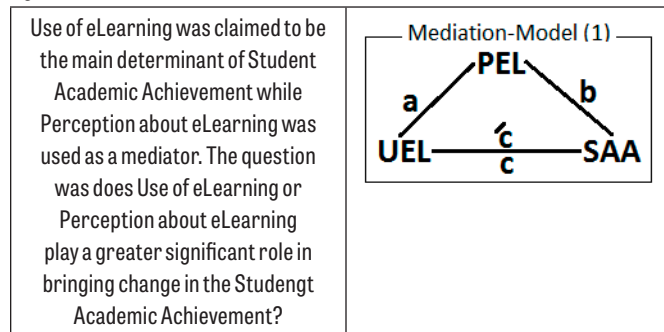 Use of eLearning was claimed to be
the main determinant of Student
Academic Achievement while
Perception about eLearning was
used as a mediator. The question
was does Use of eLearning or
Perception about eLearning
play a greater significant role in
bringing change in the Studengt
Academic Achievement?
Mediation-Model (1)
PEL
a
b
UEL
c′
SAA
c